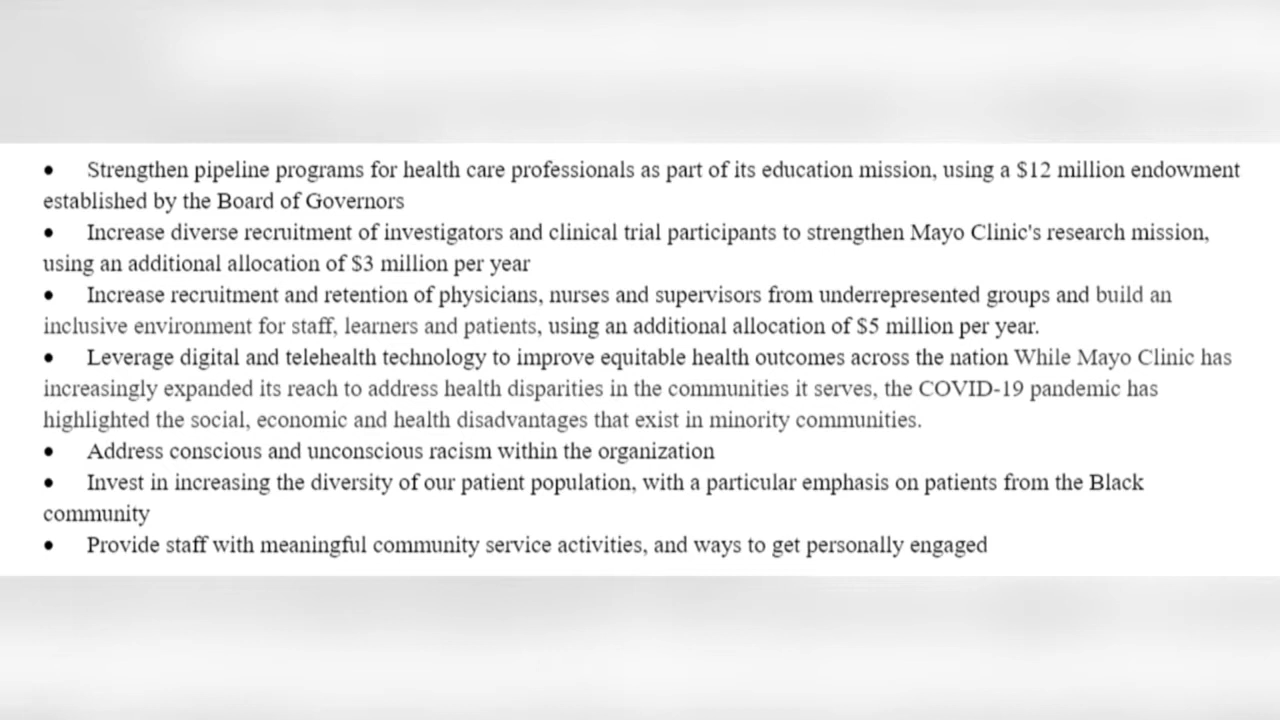 • Strengthen pipeline programs for health care professionals as part of its education mission, using a $12 million endowment
established by the Board of Governors
• Increase diverse recruitment of investigators and clinical trial participants to strengthen Mayo Clinic's research mission,
using an additional allocation of $3 million per year
• Increase recruitment and retention of physicians, nurses and supervisors from underrepresented groups and build an
inclusive environment for staff, learners and patients, using an additional allocation of $5 million per year.
• Leverage digital and telehealth technology to improve equitable health outcomes across the nation While Mayo Clinic has
increasingly expanded its reach to address health disparities in the communities it serves, the COVID-19 pandemic has
highlighted the social, economic and health disadvantages that exist in minority communities.
• Address conscious and unconscious racism within the organization
• Invest in increasing the diversity of our patient population, with a particular emphasis on patients from the Black
community
• Provide staff with meaningful community service activities, and ways to get personally engaged